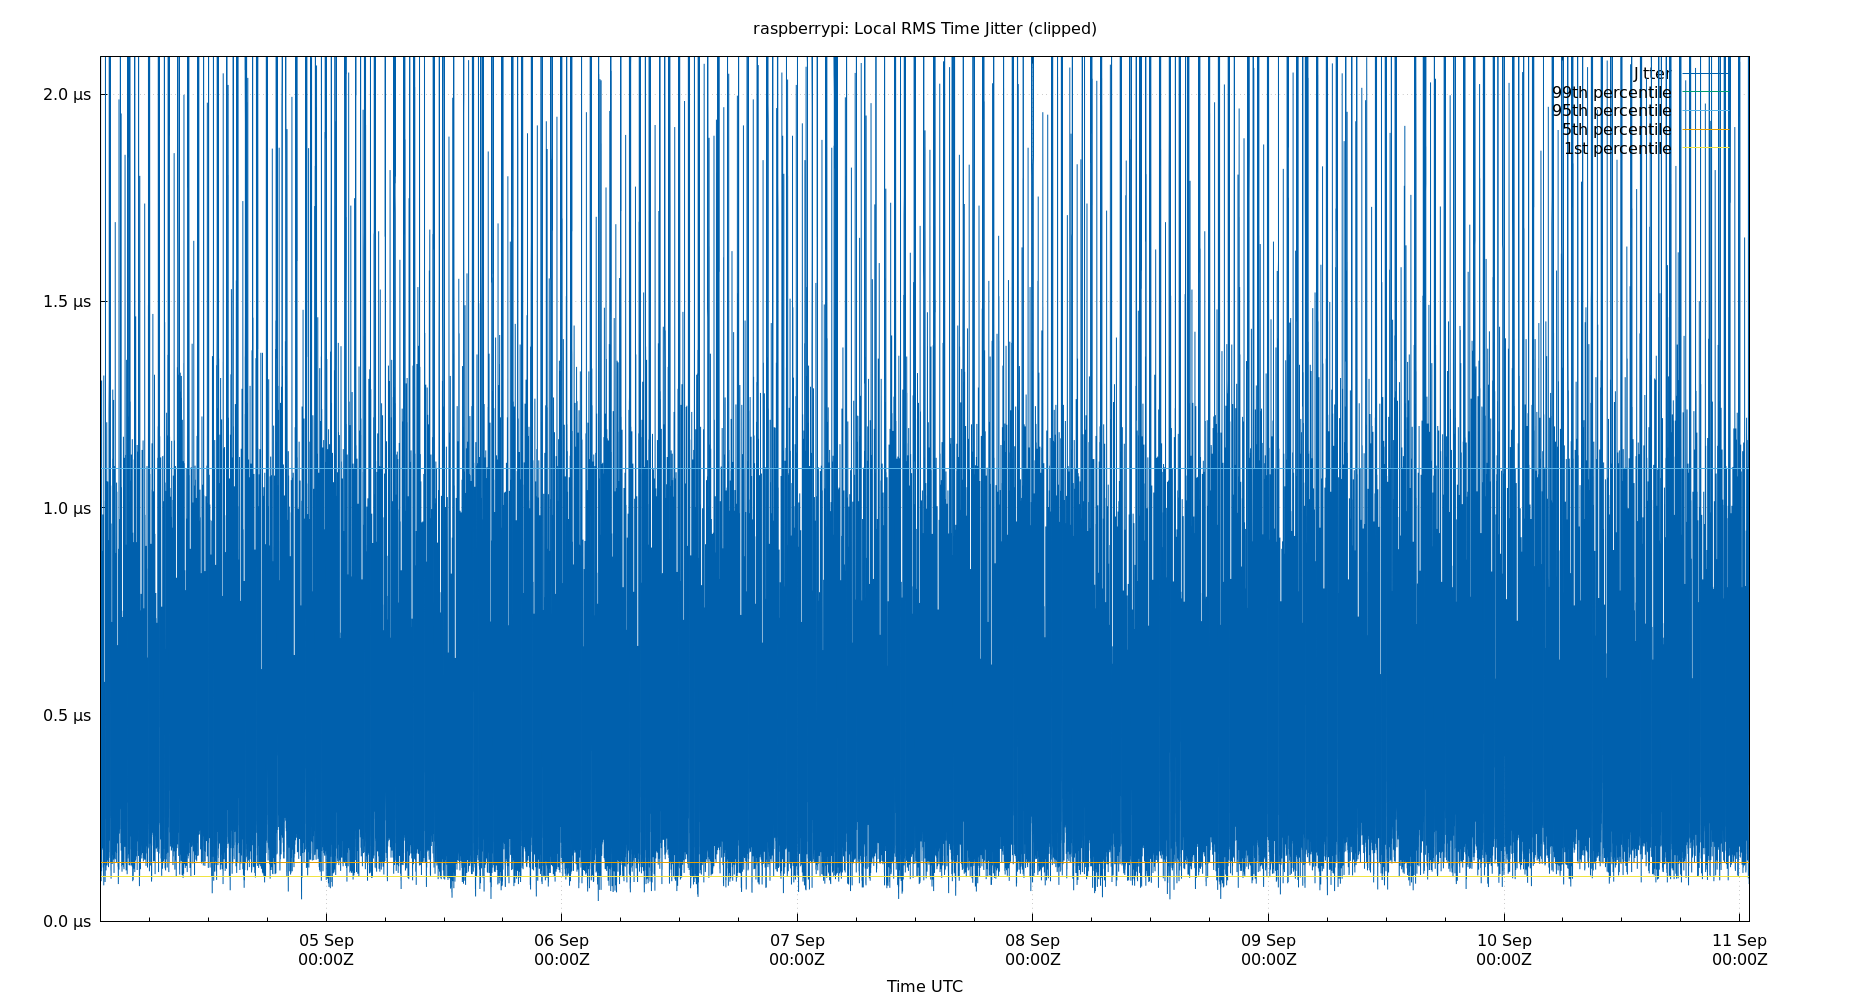 raspberrypi: Local RMS Time Jitter (clipped)
Jitter
99th percentile
95th percentile
5th percentile
1st percentile
2.0 μs
1.5 μs
1.0 μs
0.5 μs
0.0 μs
05 Sep
00:00Z
06 Sep
00:00Z
07 Sep
00:00Z
08 Sep
00:00Z
09 Sep
00:00Z
10 Sep
00:00Z
11 Sep
00:00Z
Time UTC